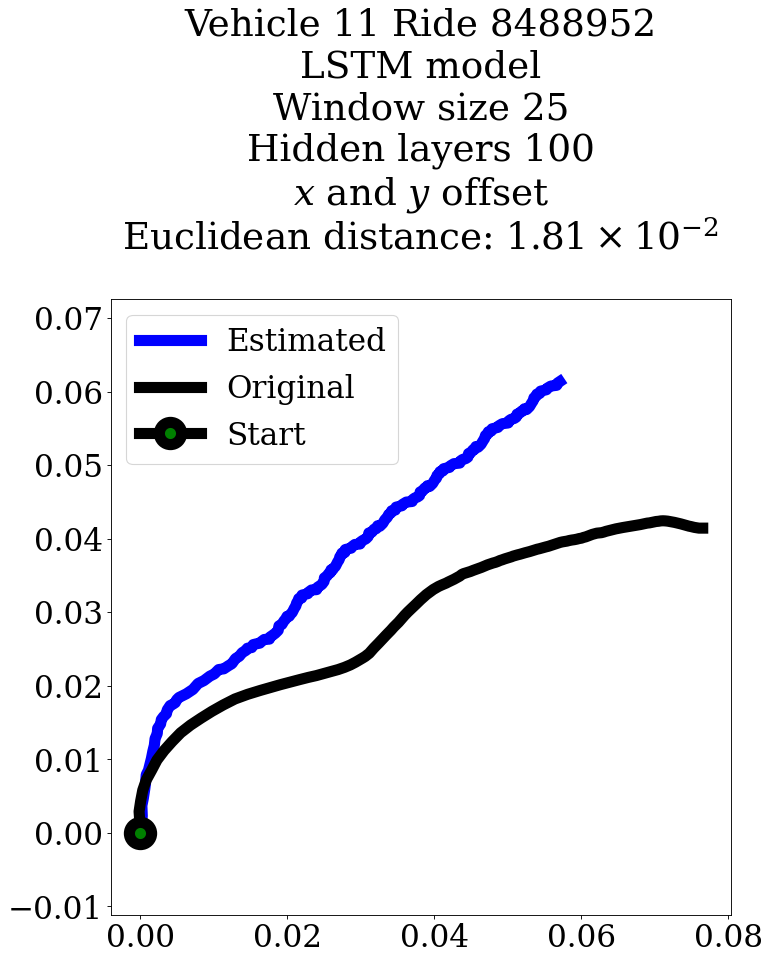 Vehicle 11 Ride 8488952
LSTM model
Window size 25
Hidden layers 100
x and y offset
Euclidean distance: 1.81 × 10⁻²
Estimated
Original
Start
0.07
0.06
0.05
0.04
0.03
0.02
0.01
0.00
−0.01
0.00 0.02 0.04 0.06 0.08